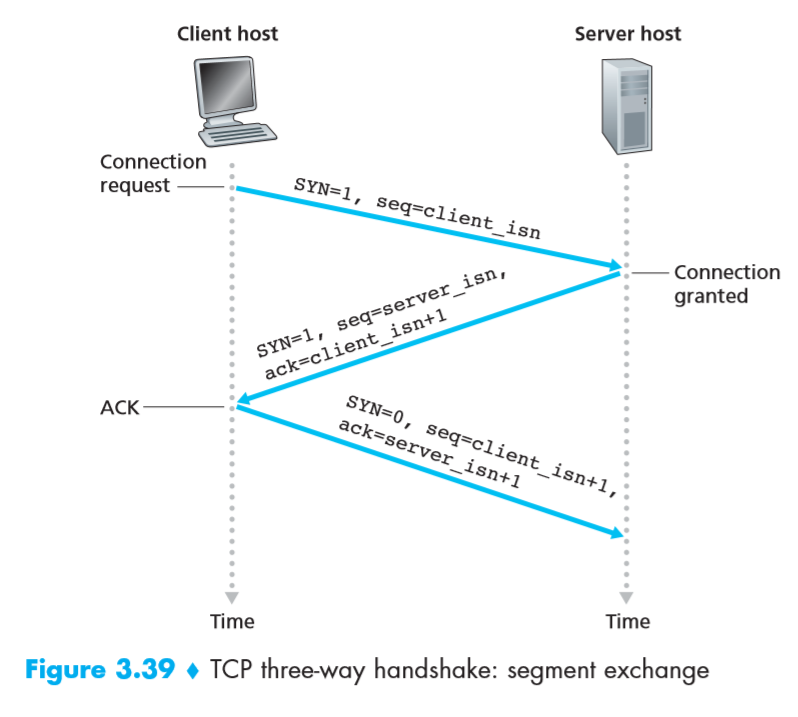 Client host
Server host
Connection
request
SYN=1, seq=client_isn
Connection
granted
SYN=1, seq=server_isn,
ack=client_isn+1
ACK
SYN=0, seq=client_isn+1,
ack=server_isn+1
Time
Time
Figure 3.39 ♦ TCP three-way handshake: segment exchange